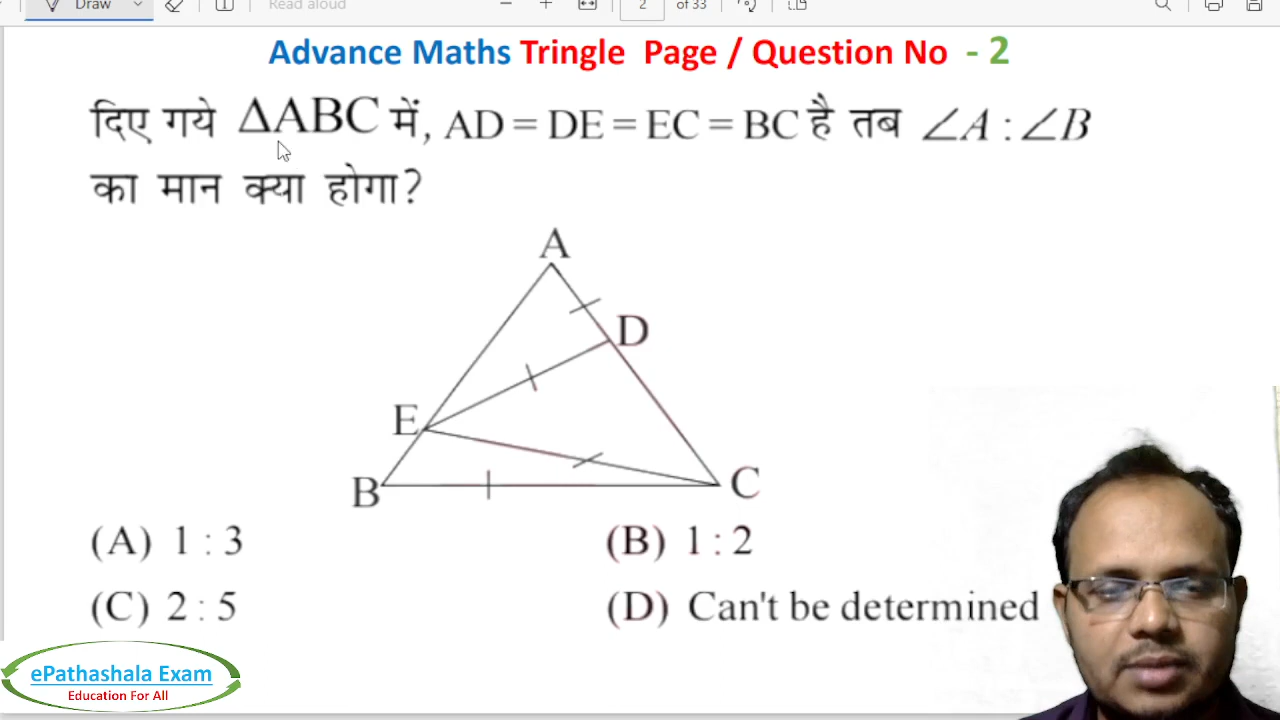 Draw
Read aloud
2 of 33
Advance Maths Tringle Page / Question No - 2
दिए गये ΔABC में, AD = DE = EC = BC है तब ∠A : ∠B
का मान क्या होगा?
A
D
E
B
C
(A) 1 : 3
(B) 1 : 2
(C) 2 : 5
(D) Can't be determined
ePathashala Exam
Education For All